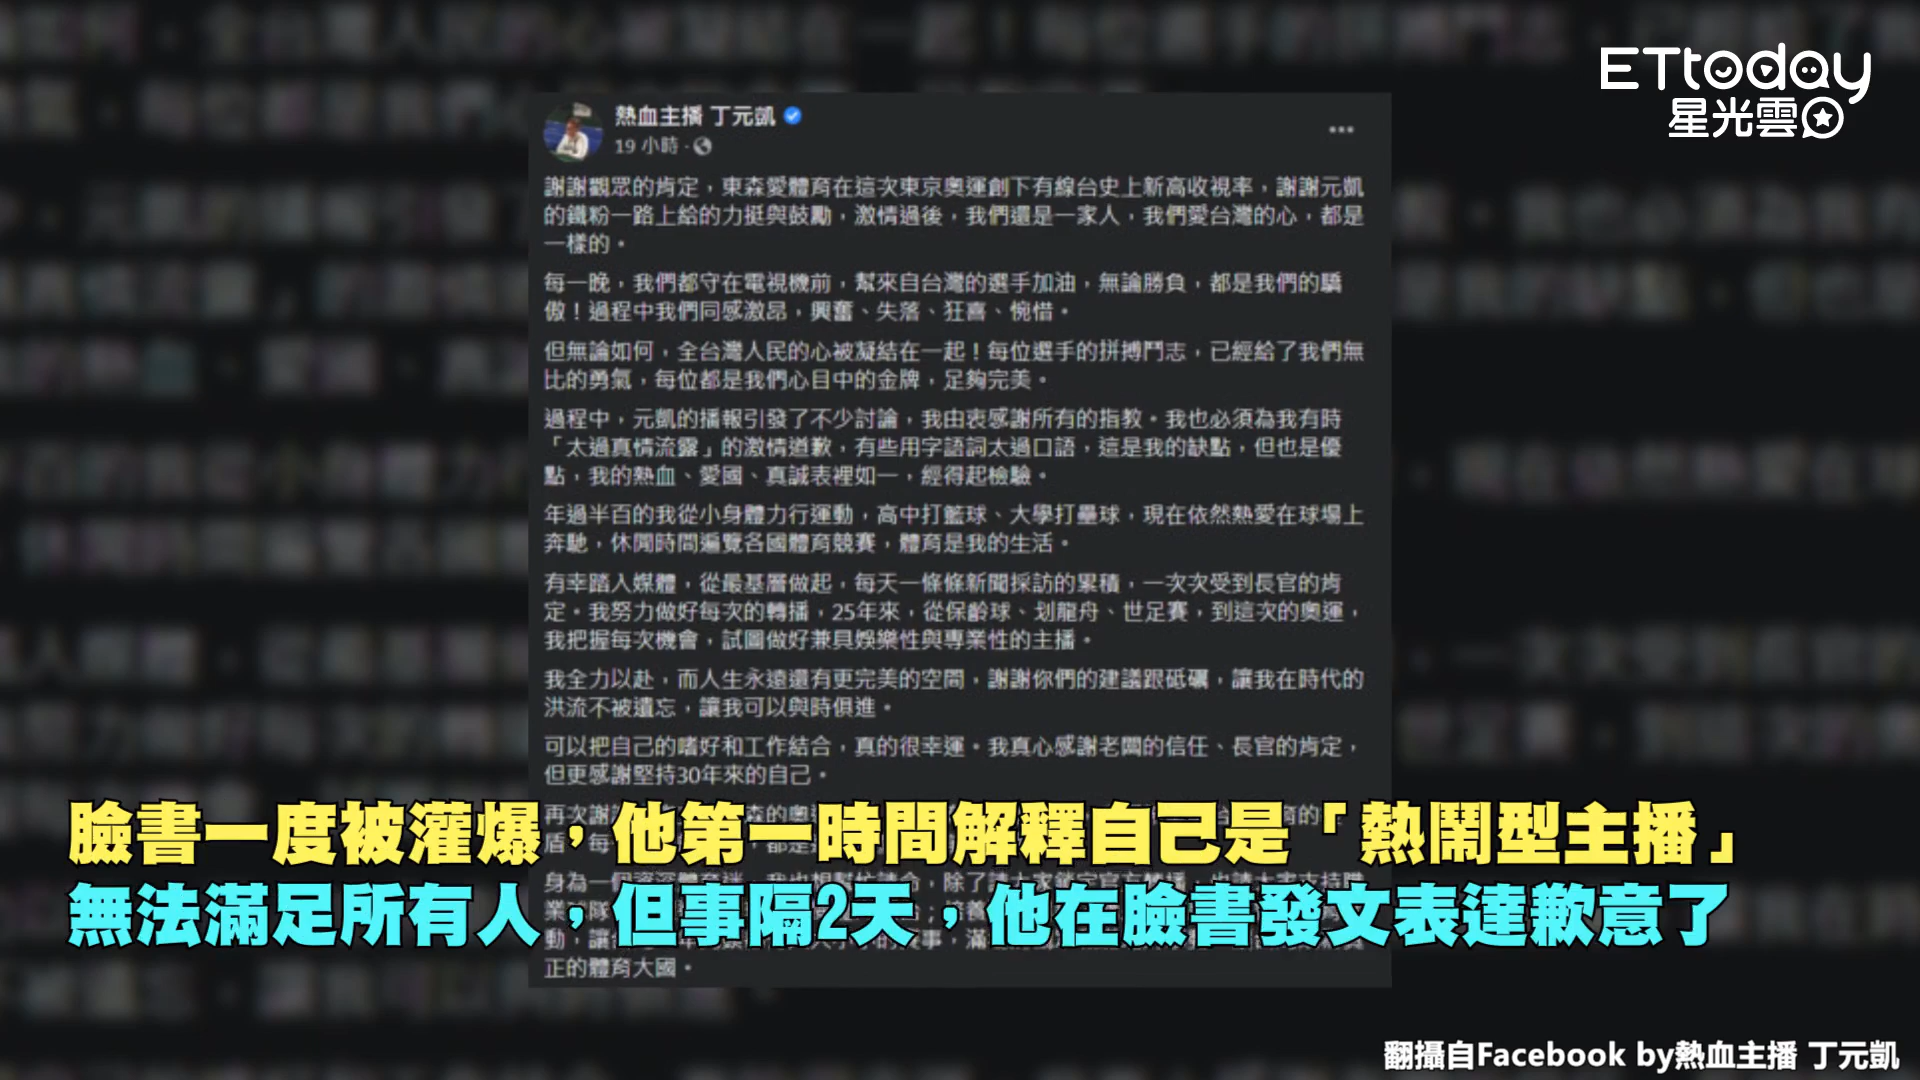 ETtoday
星光雲
熱血主播 丁元凱
19 小時 ·
謝謝觀眾的肯定，東森愛體育在這次東京奧運創下有線台史上新高收視率，謝謝元凱
的鐵粉一路上給的力挺與鼓勵，激情過後，我們還是一家人，我們愛台灣的心，都是
一樣的。
每一晚，我們都守在電視機前，幫來自台灣的選手加油，無論勝負，都是我們的驕
傲！過程中我們同感激昂，興奮、失落、狂喜、惋惜。
但無論如何，全台灣人民的心被凝結在一起！每位選手的拼搏鬥志，已經給了我們無
比的勇氣，每位都是我們心目中的金牌，足夠完美。
過程中，元凱的播報引發了不少討論，我由衷感謝所有的指教。我也必須為我有時
「太過真情流露」的激情道歉，有些用字語詞太過口語，這是我的缺點，但也是優
點，我的熱血、愛國、真誠表裡如一，經得起檢驗。
年過半百的我從小身體力行運動，高中打籃球、大學打壘球，現在依然熱愛在球場上
奔馳，休閒時間遍覽各國體育競賽，體育是我的生活。
有幸踏入媒體，從最基層做起，每天一條條新聞採訪的累積，一次次受到長官的肯
定。我努力做好每次的轉播，25年來，從保齡球、划龍舟、世足賽，到這次的奧運，
我把握每次機會，試圖做好兼具娛樂性與專業性的主播。
我全力以赴，而人生永遠還有更完美的空間，謝謝你們的建議跟砥礪，讓我在時代的
洪流不被遺忘，讓我可以與時俱進。
可以把自己的嗜好和工作結合，真的很幸運。我真心感謝老闆的信任、長官的肯定，
但更感謝堅持30年來的自己。
再次謝
臉書一度被灌爆，他第一時間解釋自己是「熱鬧型主播」
無法滿足所有人，但事隔2天，他在臉書發文表達歉意了
正的體育大國。
翻攝自Facebook by熱血主播 丁元凱